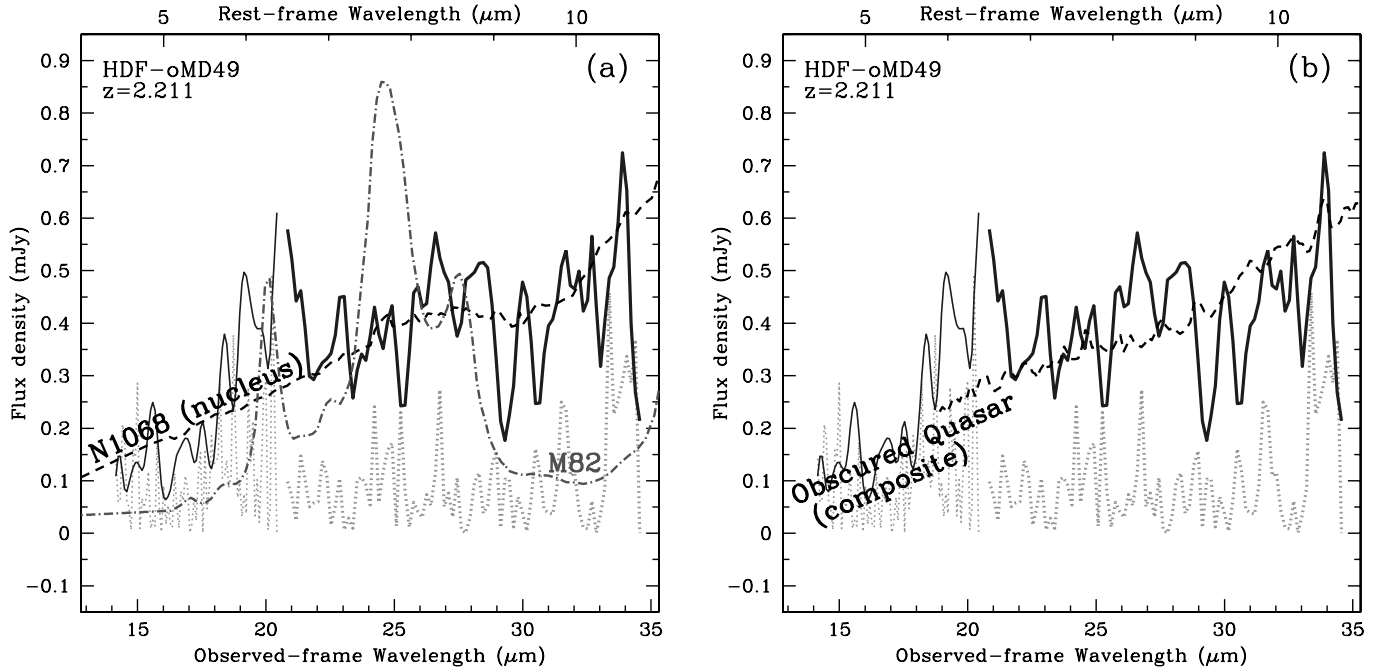 5 Rest-frame Wavelength (μm) 10
HDF-oMD49
z=2.211
(a)
N1068 (nucleus)
M82
Flux density (mJy)
0.9
0.8
0.7
0.6
0.5
0.4
0.3
0.2
0.1
0
-0.1
15 20 25 30 35
Observed-frame Wavelength (μm)
5 Rest-frame Wavelength (μm) 10
HDF-oMD49
z=2.211
(b)
Obscured Quasar
(composite)
Flux density (mJy)
0.9
0.8
0.7
0.6
0.5
0.4
0.3
0.2
0.1
0
-0.1
15 20 25 30 35
Observed-frame Wavelength (μm)